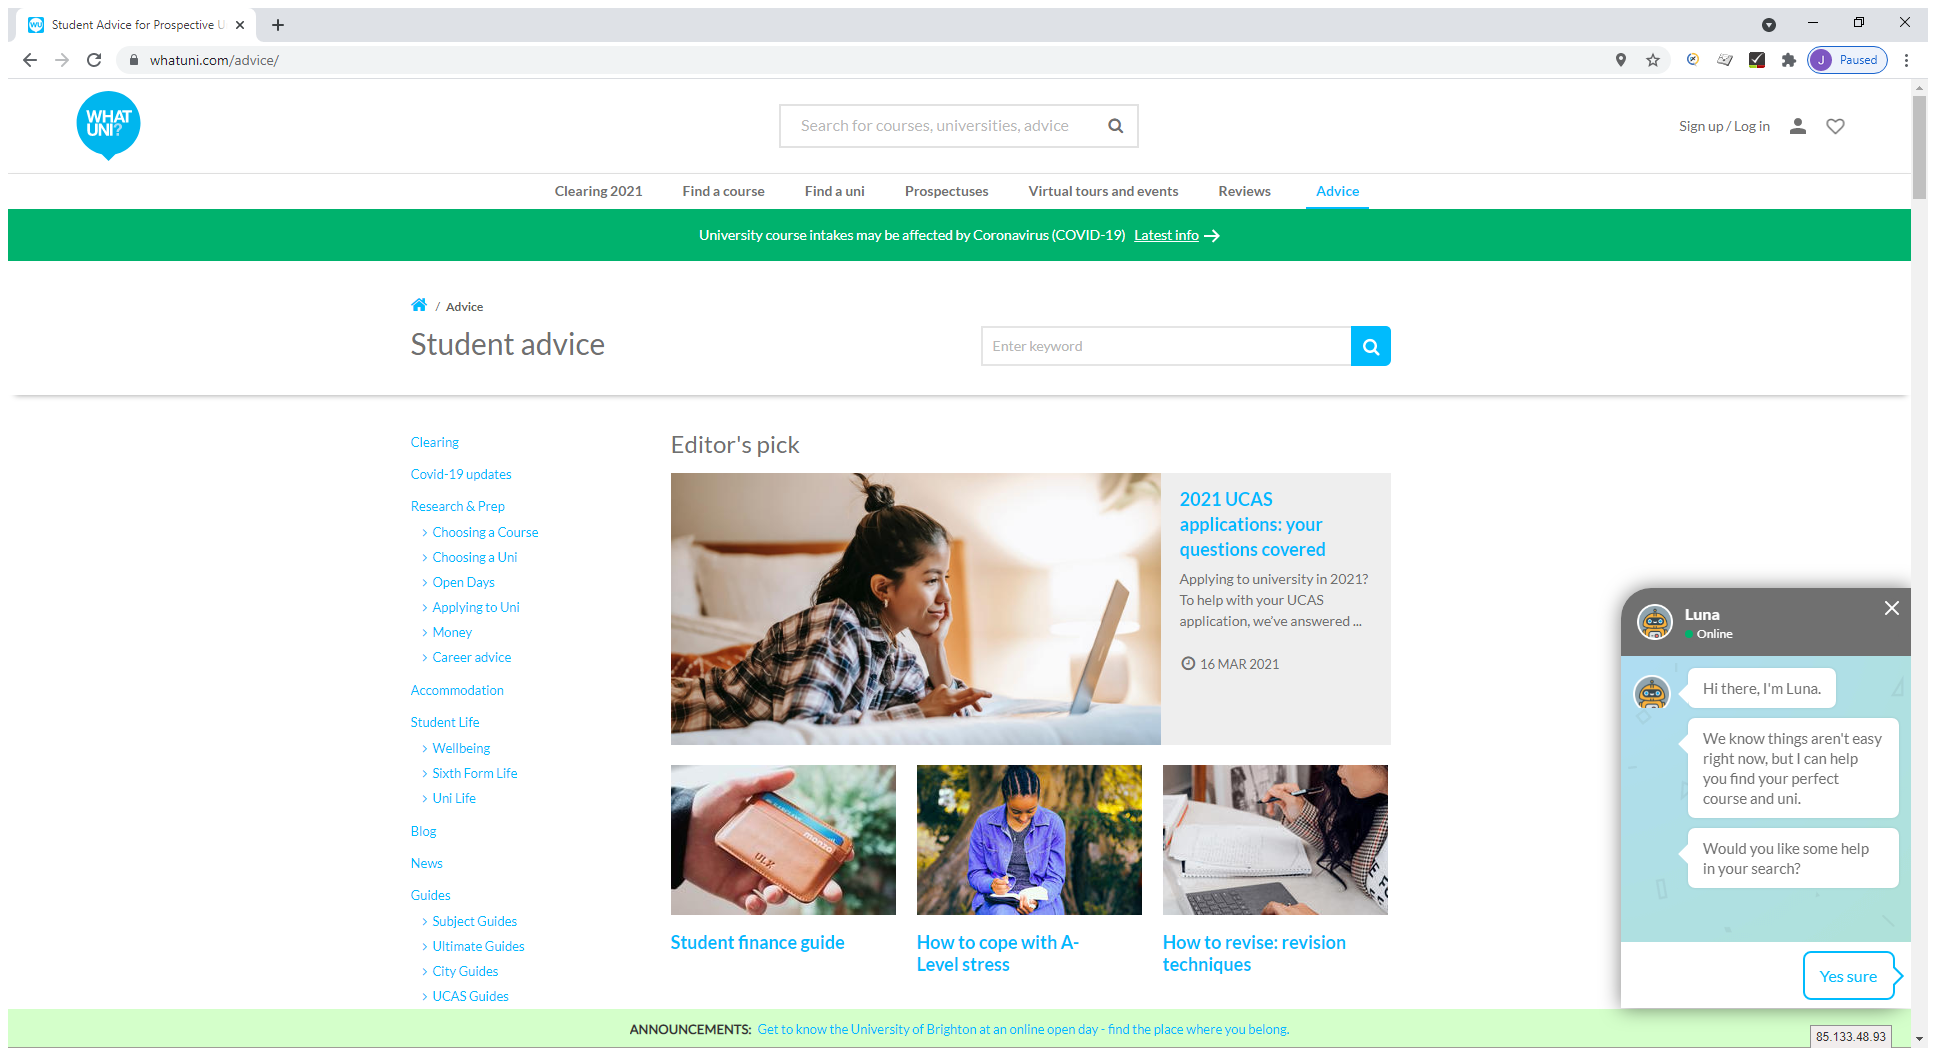 Student Advice for Prospective U
whatuni.com/advice/
J Paused
WHAT
UNI?
Search for courses, universities, advice
Sign up / Log in
Clearing 2021 Find a course Find a uni Prospectuses Virtual tours and events Reviews Advice
University course intakes may be affected by Coronavirus (COVID-19) Latest info
/ Advice
Student advice
Enter keyword
Clearing
Covid-19 updates
Research & Prep
Choosing a Course
Choosing a Uni
Open Days
Applying to Uni
Money
Career advice
Accommodation
Student Life
Wellbeing
Sixth Form Life
Uni Life
Blog
News
Guides
Subject Guides
Ultimate Guides
City Guides
UCAS Guides
Editor's pick
2021 UCAS
applications: your
questions covered
Applying to university in 2021?
To help with your UCAS
application, we've answered ...
16 MAR 2021
monzo
ULX
Student finance guide
How to cope with A-
Level stress
How to revise: revision
techniques
Luna
Online
Hi there, I'm Luna.
We know things aren't easy
right now, but I can help
you find your perfect
course and uni.
Would you like some help
in your search?
Yes sure
ANNOUNCEMENTS: Get to know the University of Brighton at an online open day - find the place where you belong.
85.133.48.93